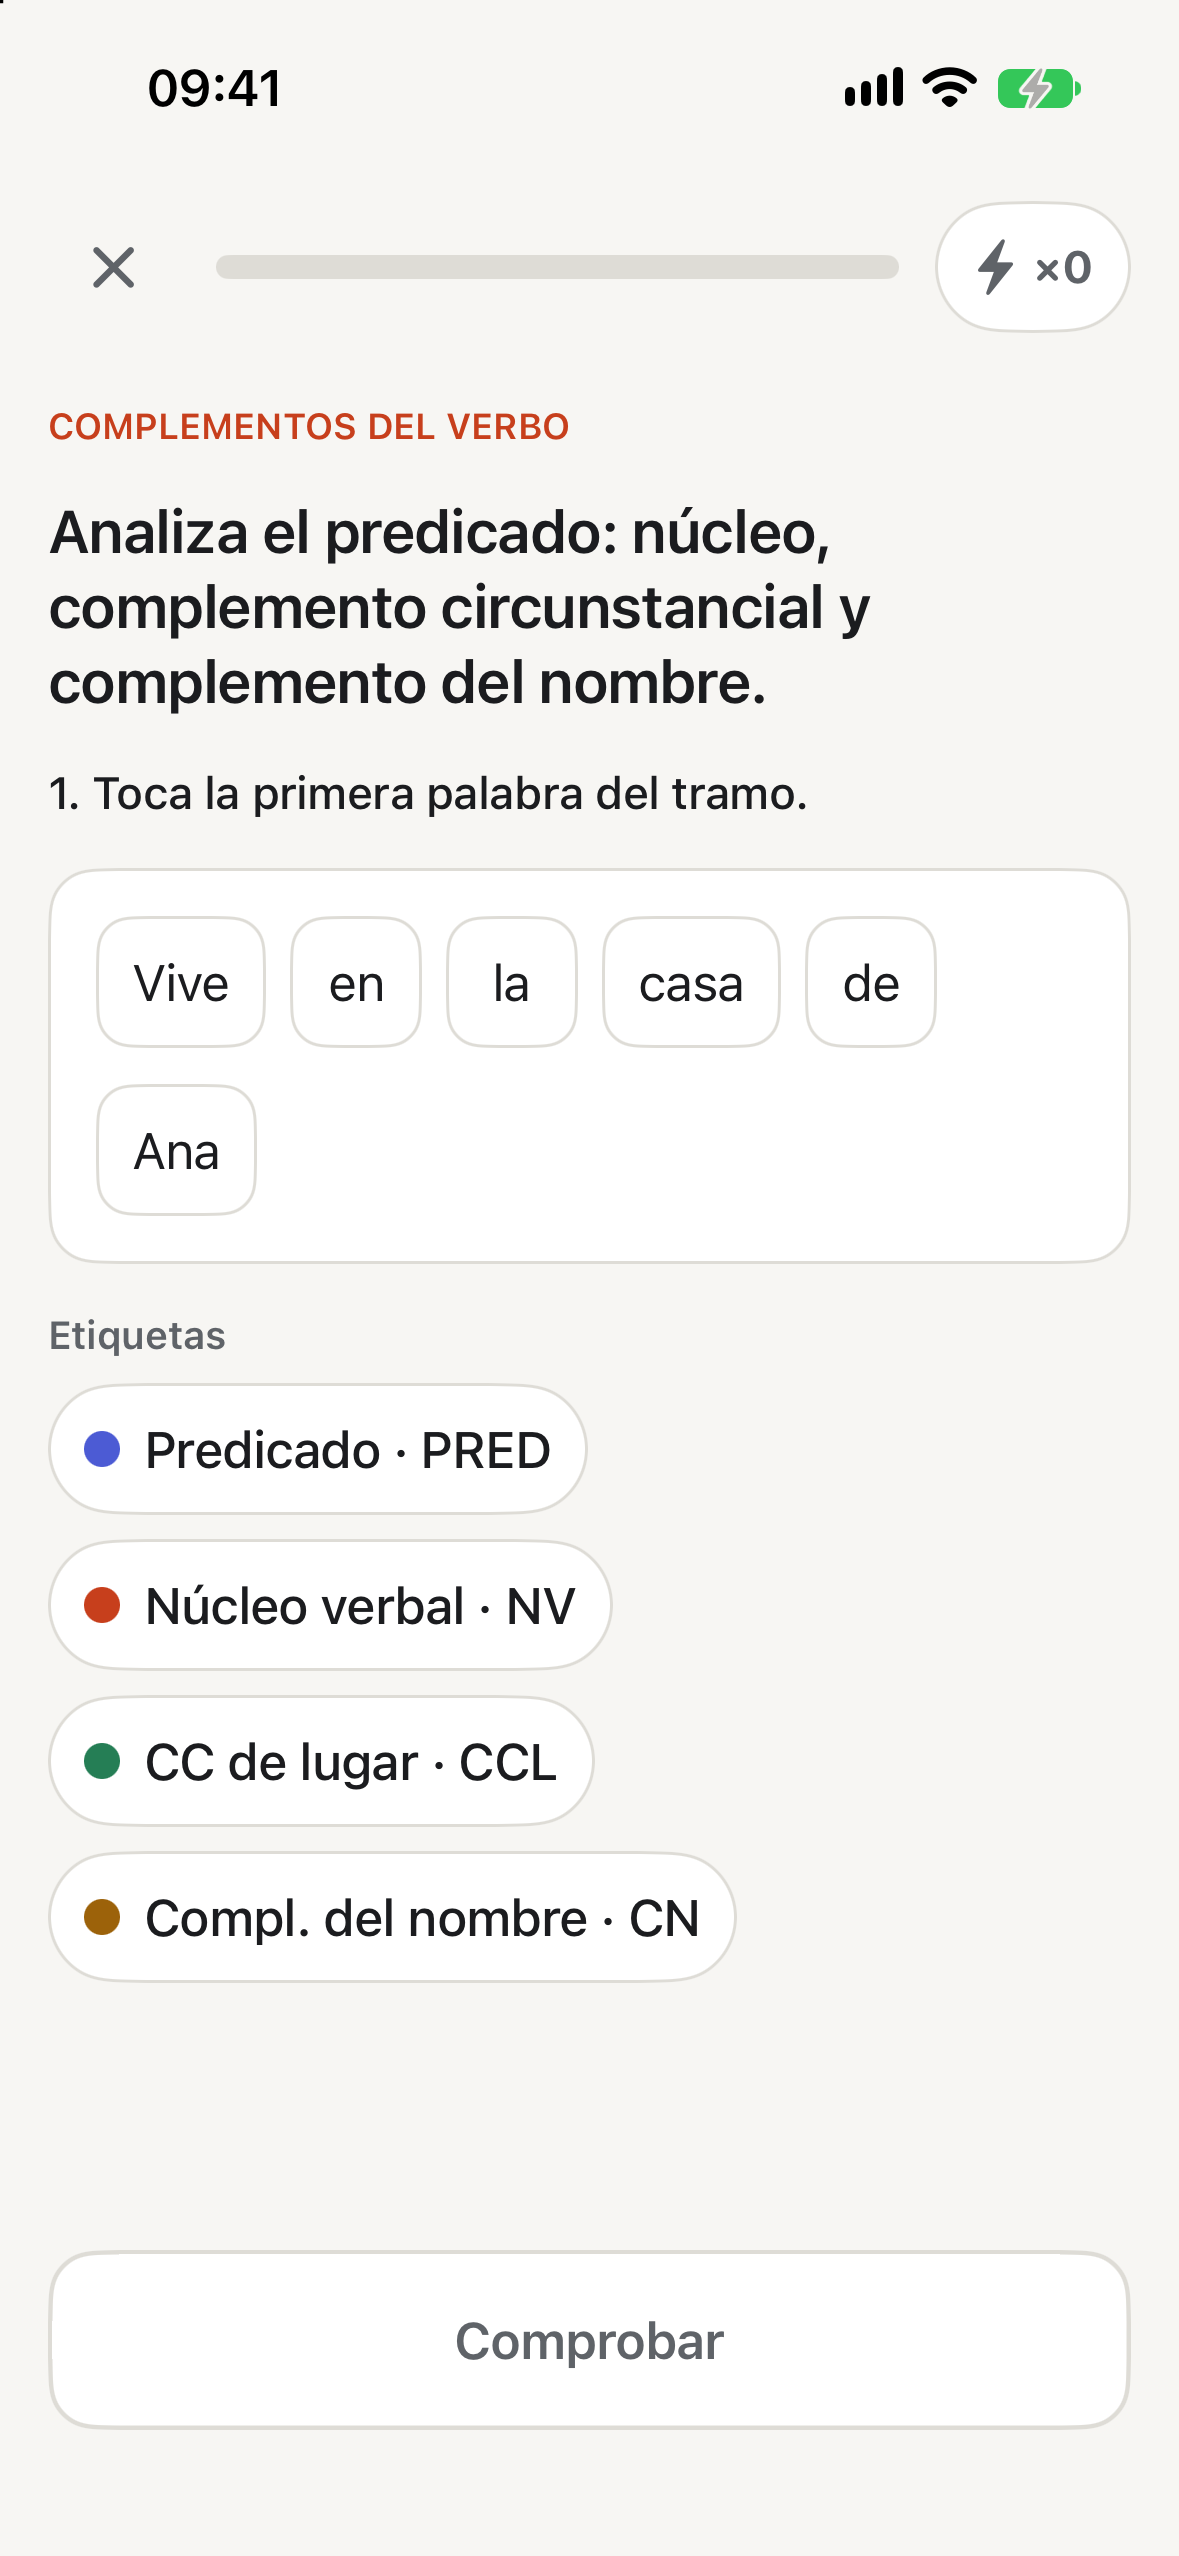 09:41
×0
COMPLEMENTOS DEL VERBO
Analiza el predicado: núcleo,
complemento circunstancial y
complemento del nombre.
1. Toca la primera palabra del tramo.
Vive en la casa de
Ana
Etiquetas
Predicado · PRED
Núcleo verbal · NV
CC de lugar · CCL
Compl. del nombre · CN
Comprobar